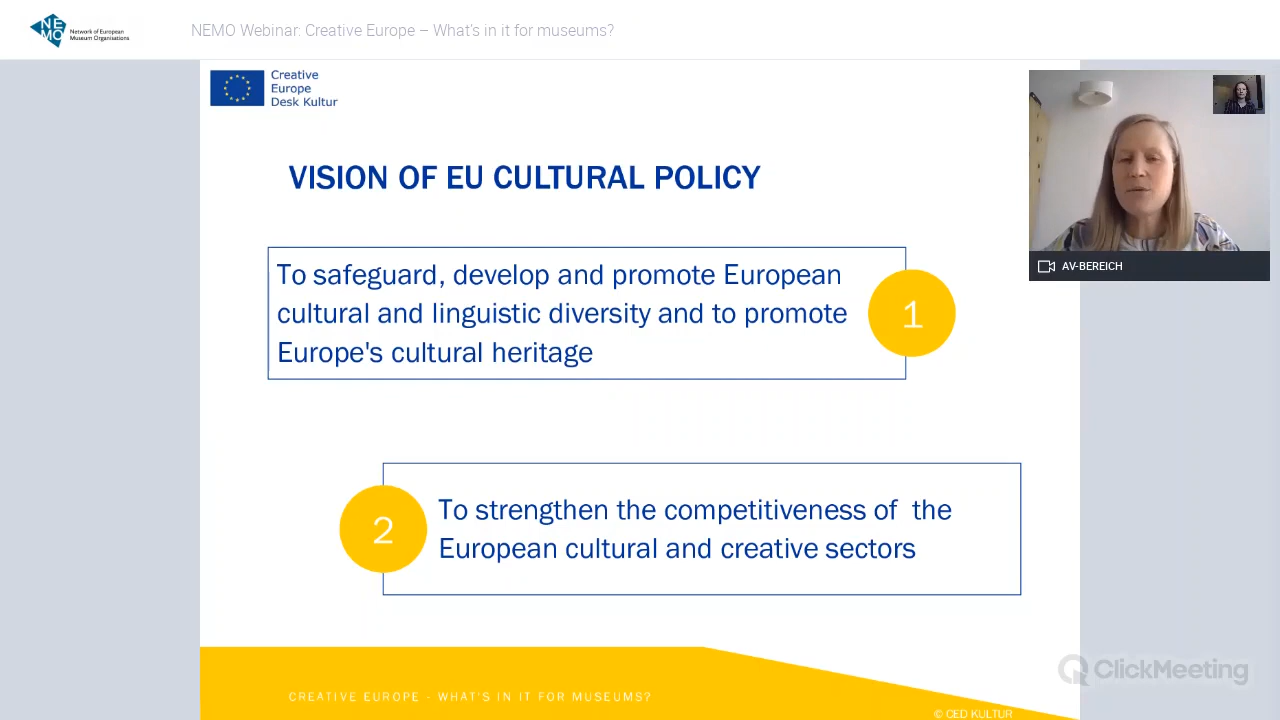 NE
MO
Network of European
Museum Organisations
NEMO Webinar: Creative Europe – What's in it for museums?
Creative
Europe
Desk Kultur
VISION OF EU CULTURAL POLICY
To safeguard, develop and promote European
cultural and linguistic diversity and to promote
Europe's cultural heritage
1
AV-BEREICH
2
To strengthen the competitiveness of  the
European cultural and creative sectors
ClickMeeting
CREATIVE EUROPE - WHAT'S IN IT FOR MUSEUMS?
© CED KULTUR